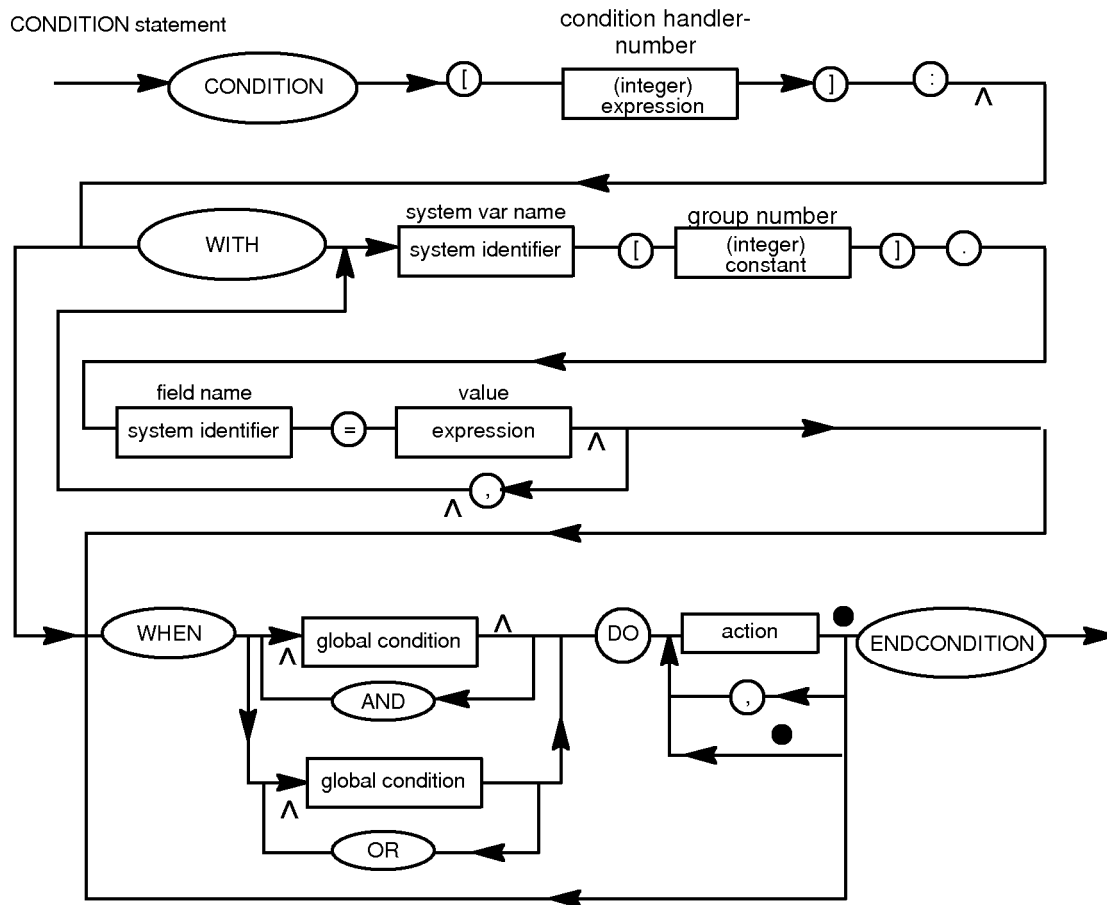 CONDITION statement
condition handler-
number
CONDITION
[
(integer)
expression
]
:
^
system var name
group number
WITH
system identifier
[
(integer)
constant
]
.
field name
value
system identifier
=
expression
^
,
^
WHEN
^
global condition
^
DO
action
ENDCONDITION
AND
,
^
global condition
OR